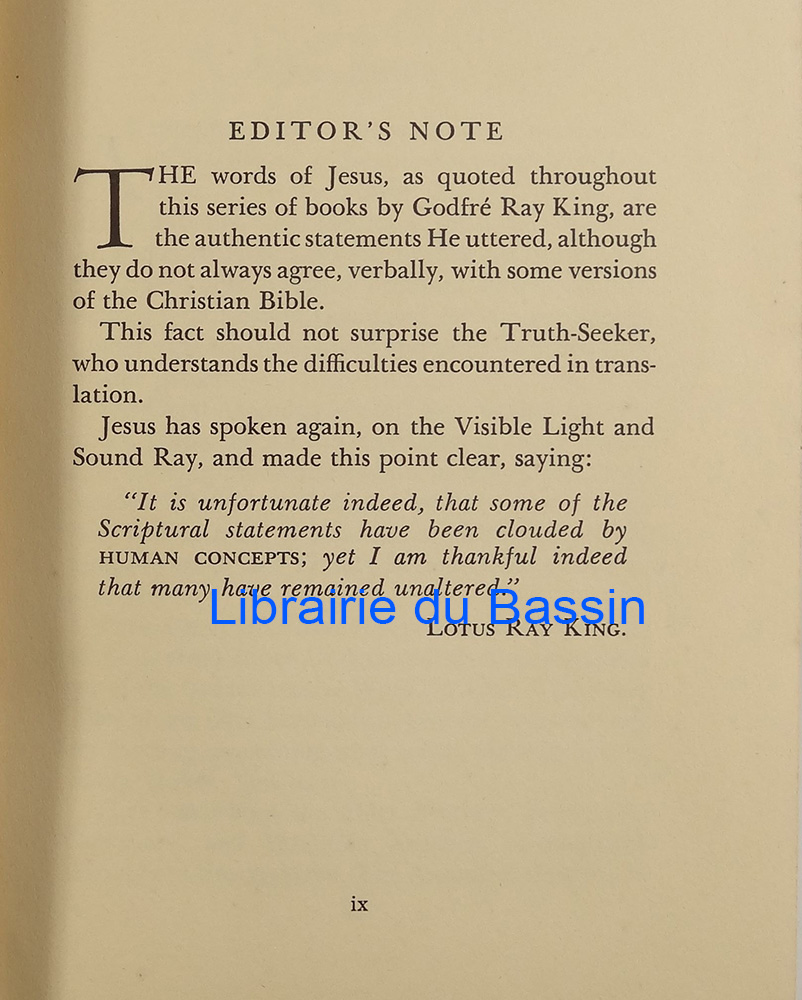 EDITOR'S NOTE
THE words of Jesus, as quoted throughout
this series of books by Godfré Ray King, are
the authentic statements He uttered, although
they do not always agree, verbally, with some versions
of the Christian Bible.
This fact should not surprise the Truth-Seeker,
who understands the difficulties encountered in trans-
lation.
Jesus has spoken again, on the Visible Light and
Sound Ray, and made this point clear, saying:
“It is unfortunate indeed, that some of the
Scriptural statements have been clouded by
HUMAN CONCEPTS; yet I am thankful indeed
that many have remained unaltered.”
Librairie du Bassin
LOTUS RAY KING.
ix